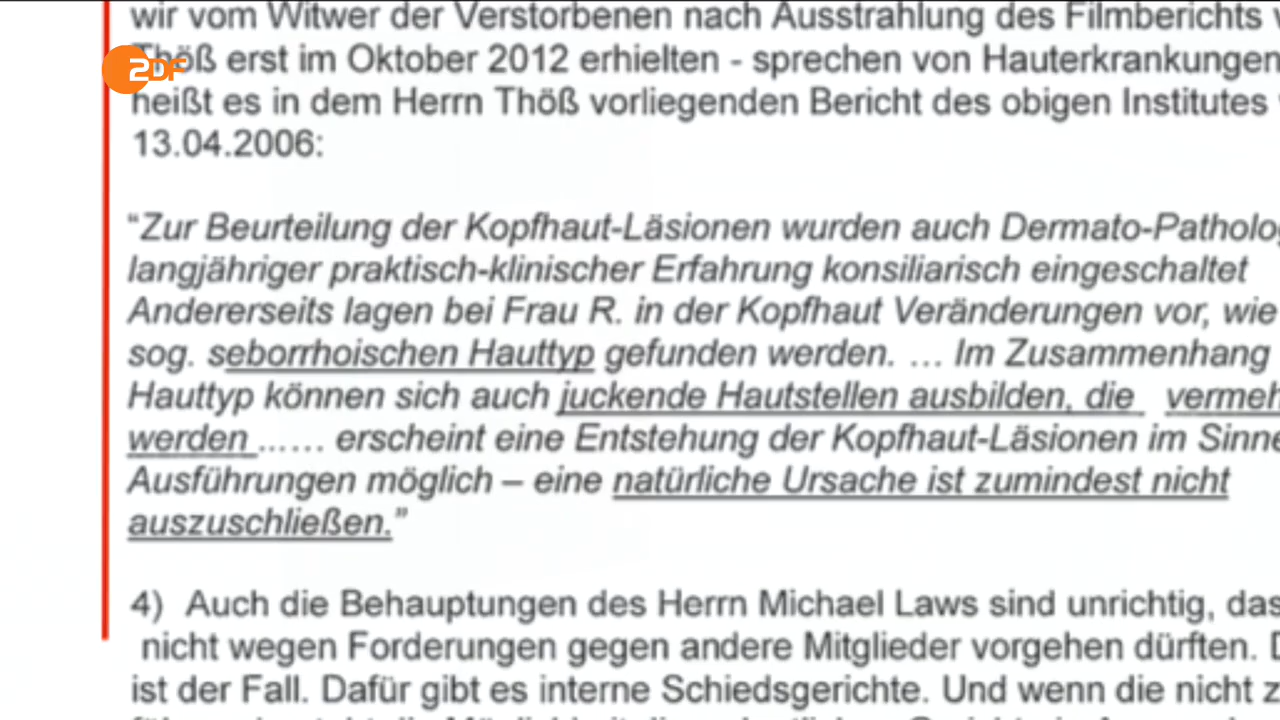 wir vom Witwer der Verstorbenen nach Ausstrahlung des Filmberichts
ZDF
Thöß erst im Oktober 2012 erhielten - sprechen von Hauterkrankungen
heißt es in dem Herrn Thöß vorliegenden Bericht des obigen Institutes
13.04.2006:
“Zur Beurteilung der Kopfhaut-Läsionen wurden auch Dermato-Patholog
langjähriger praktisch-klinischer Erfahrung konsiliarisch eingeschaltet
Andererseits lagen bei Frau R. in der Kopfhaut Veränderungen vor, wie
sog. seborrhoischen Hauttyp gefunden werden. … Im Zusammenhang
Hauttyp können sich auch juckende Hautstellen ausbilden, die vermeh
werden …… erscheint eine Entstehung der Kopfhaut-Läsionen im Sinne
Ausführungen möglich – eine natürliche Ursache ist zumindest nicht
auszuschließen.”
4) Auch die Behauptungen des Herrn Michael Laws sind unrichtig, das
nicht wegen Forderungen gegen andere Mitglieder vorgehen dürften. D
ist der Fall. Dafür gibt es interne Schiedsgerichte. Und wenn die nicht z